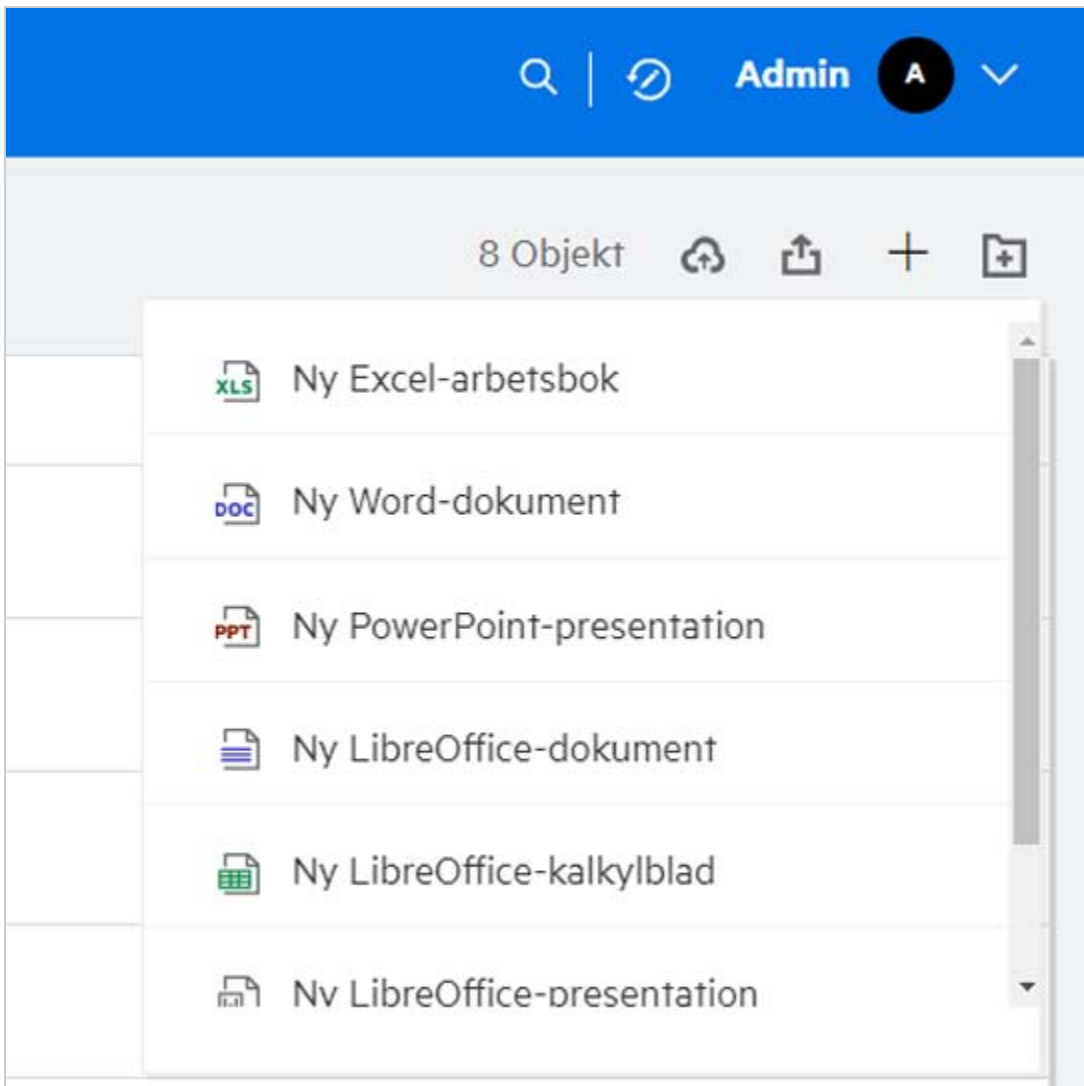 Admin A
8 Objekt
XLS Ny Excel-arbetsbok
DOC Ny Word-dokument
PPT Ny PowerPoint-presentation
Ny LibreOffice-dokument
Ny LibreOffice-kalkylblad
Ny LibreOffice-presentation